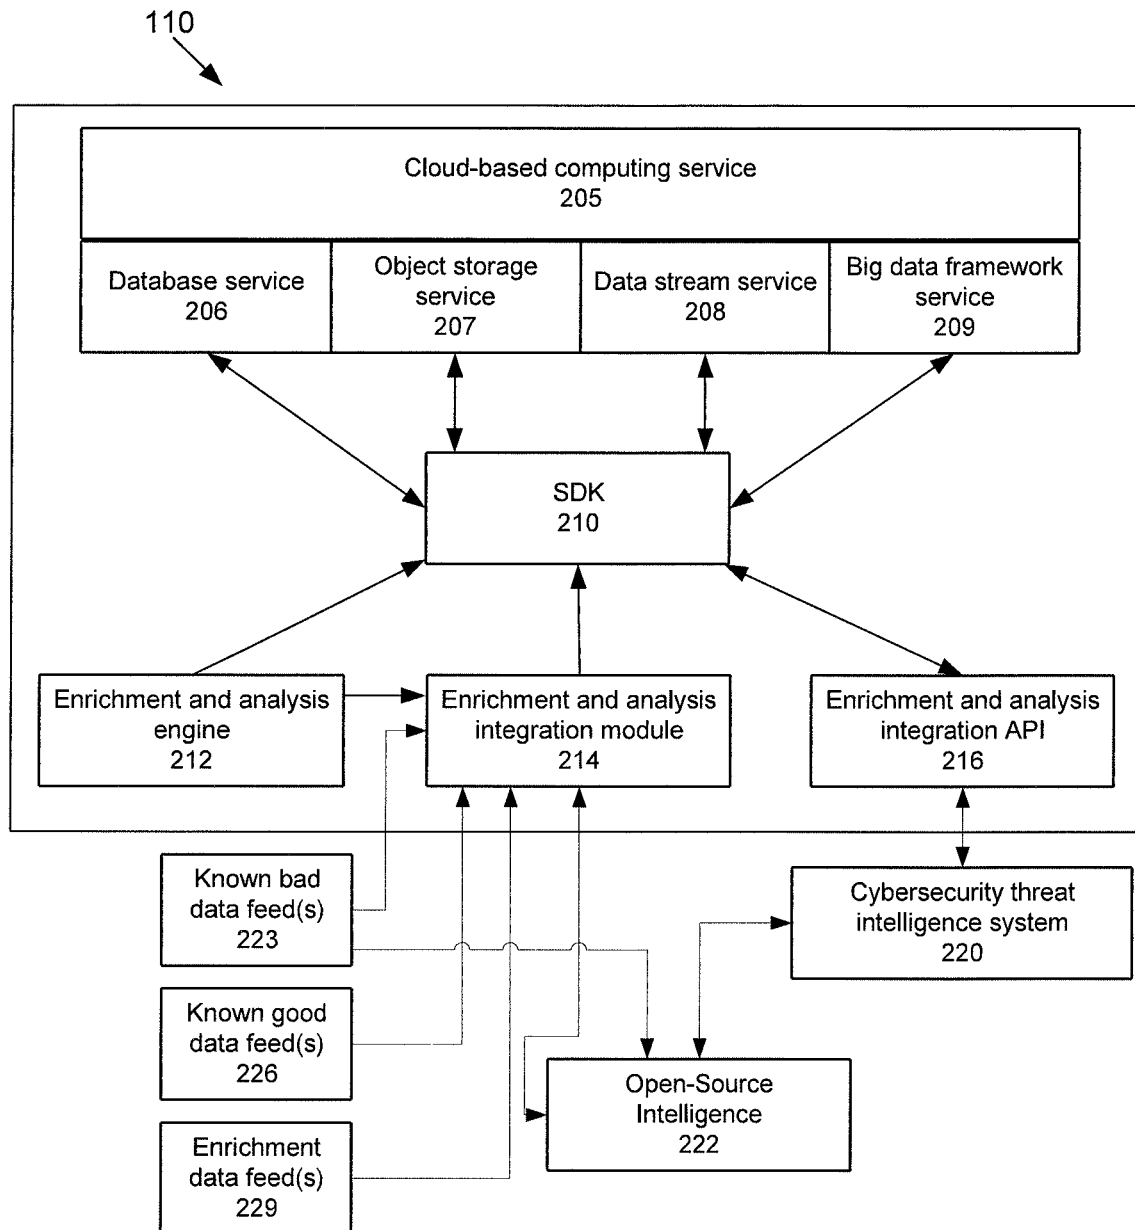 110
Cloud-based computing service
205
Database service
206
Object storage
service
207
Data stream service
208
Big data framework
service
209
SDK
210
Enrichment and analysis
engine
212
Enrichment and analysis
integration module
214
Enrichment and analysis
integration API
216
Known bad
data feed(s)
223
Cybersecurity threat
intelligence system
220
Known good
data feed(s)
226
Open-Source
Intelligence
222
Enrichment
data feed(s)
229